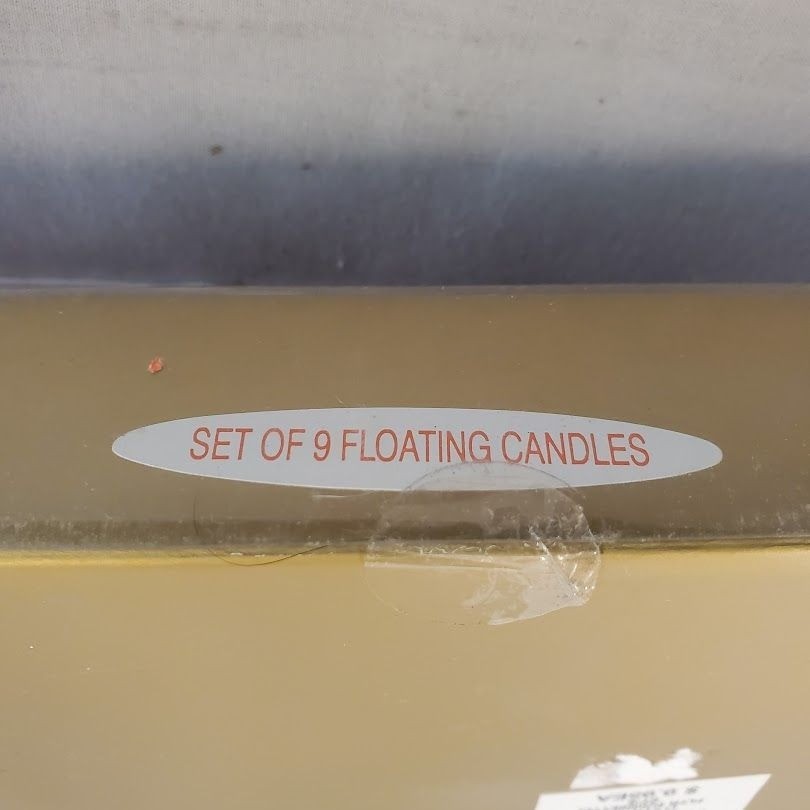 SET OF 9 FLOATING CANDLES